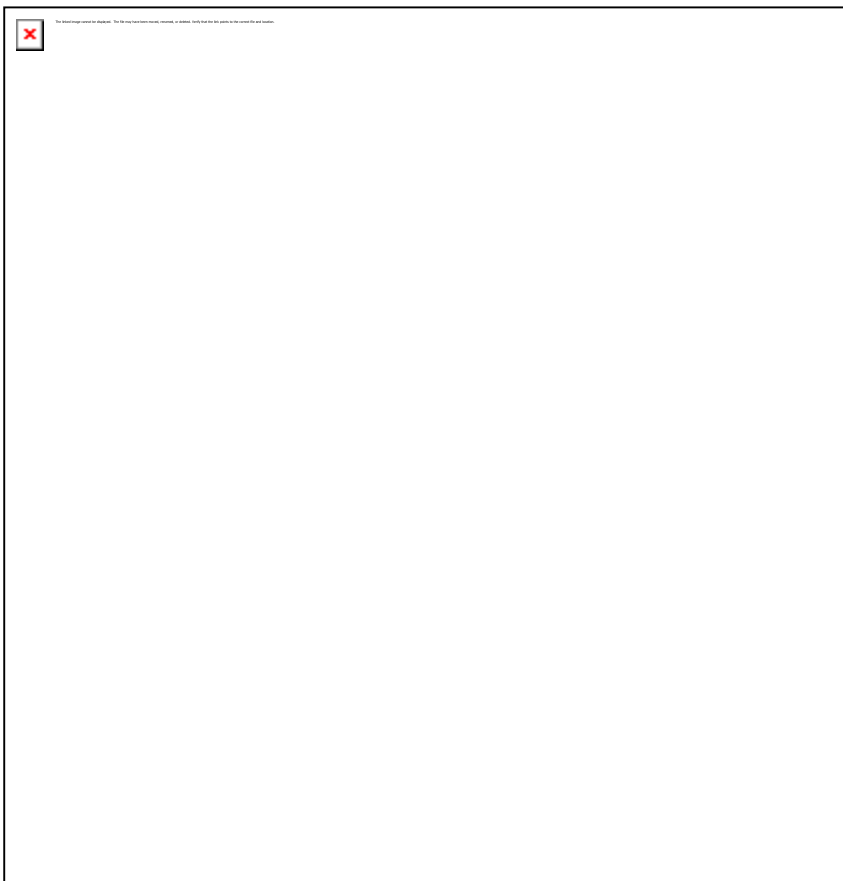 The linked image cannot be displayed. The file may have been moved, renamed, or deleted. Verify that the link points to the correct file and location.